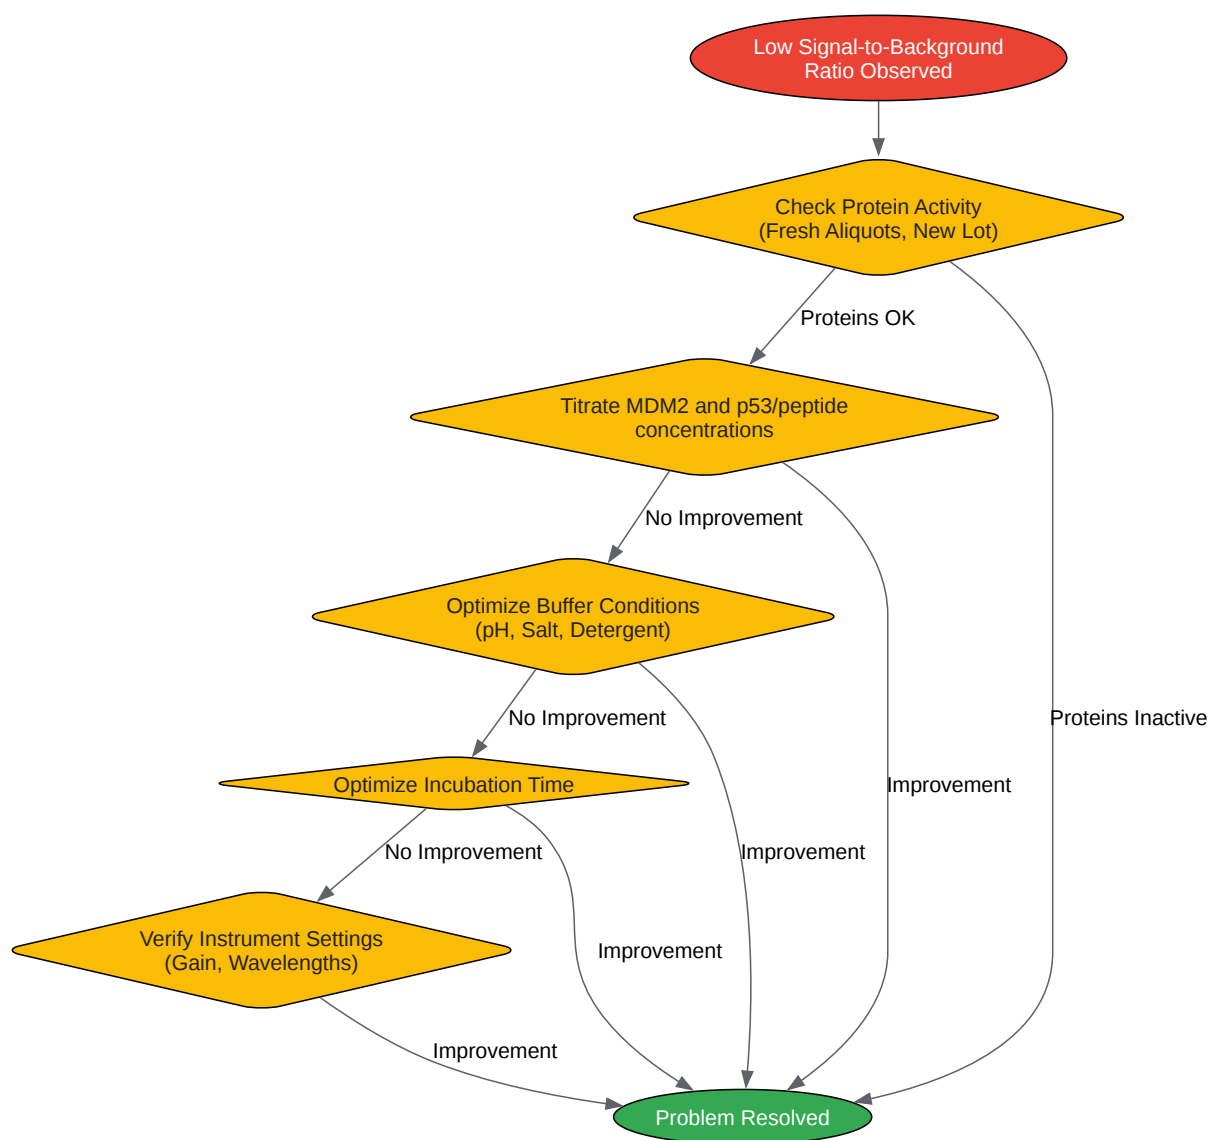 Low Signal-to-Background
Ratio Observed
Check Protein Activity
(Fresh Aliquots, New Lot)
Proteins OK
Titrate MDM2 and p53/peptide
concentrations
No Improvement
Optimize Buffer Conditions
(pH, Salt, Detergent)
No Improvement
Proteins Inactive
Optimize Incubation Time
Improvement
No Improvement
Improvement
Verify Instrument Settings
(Gain, Wavelengths)
Improvement
Improvement
Problem Resolved